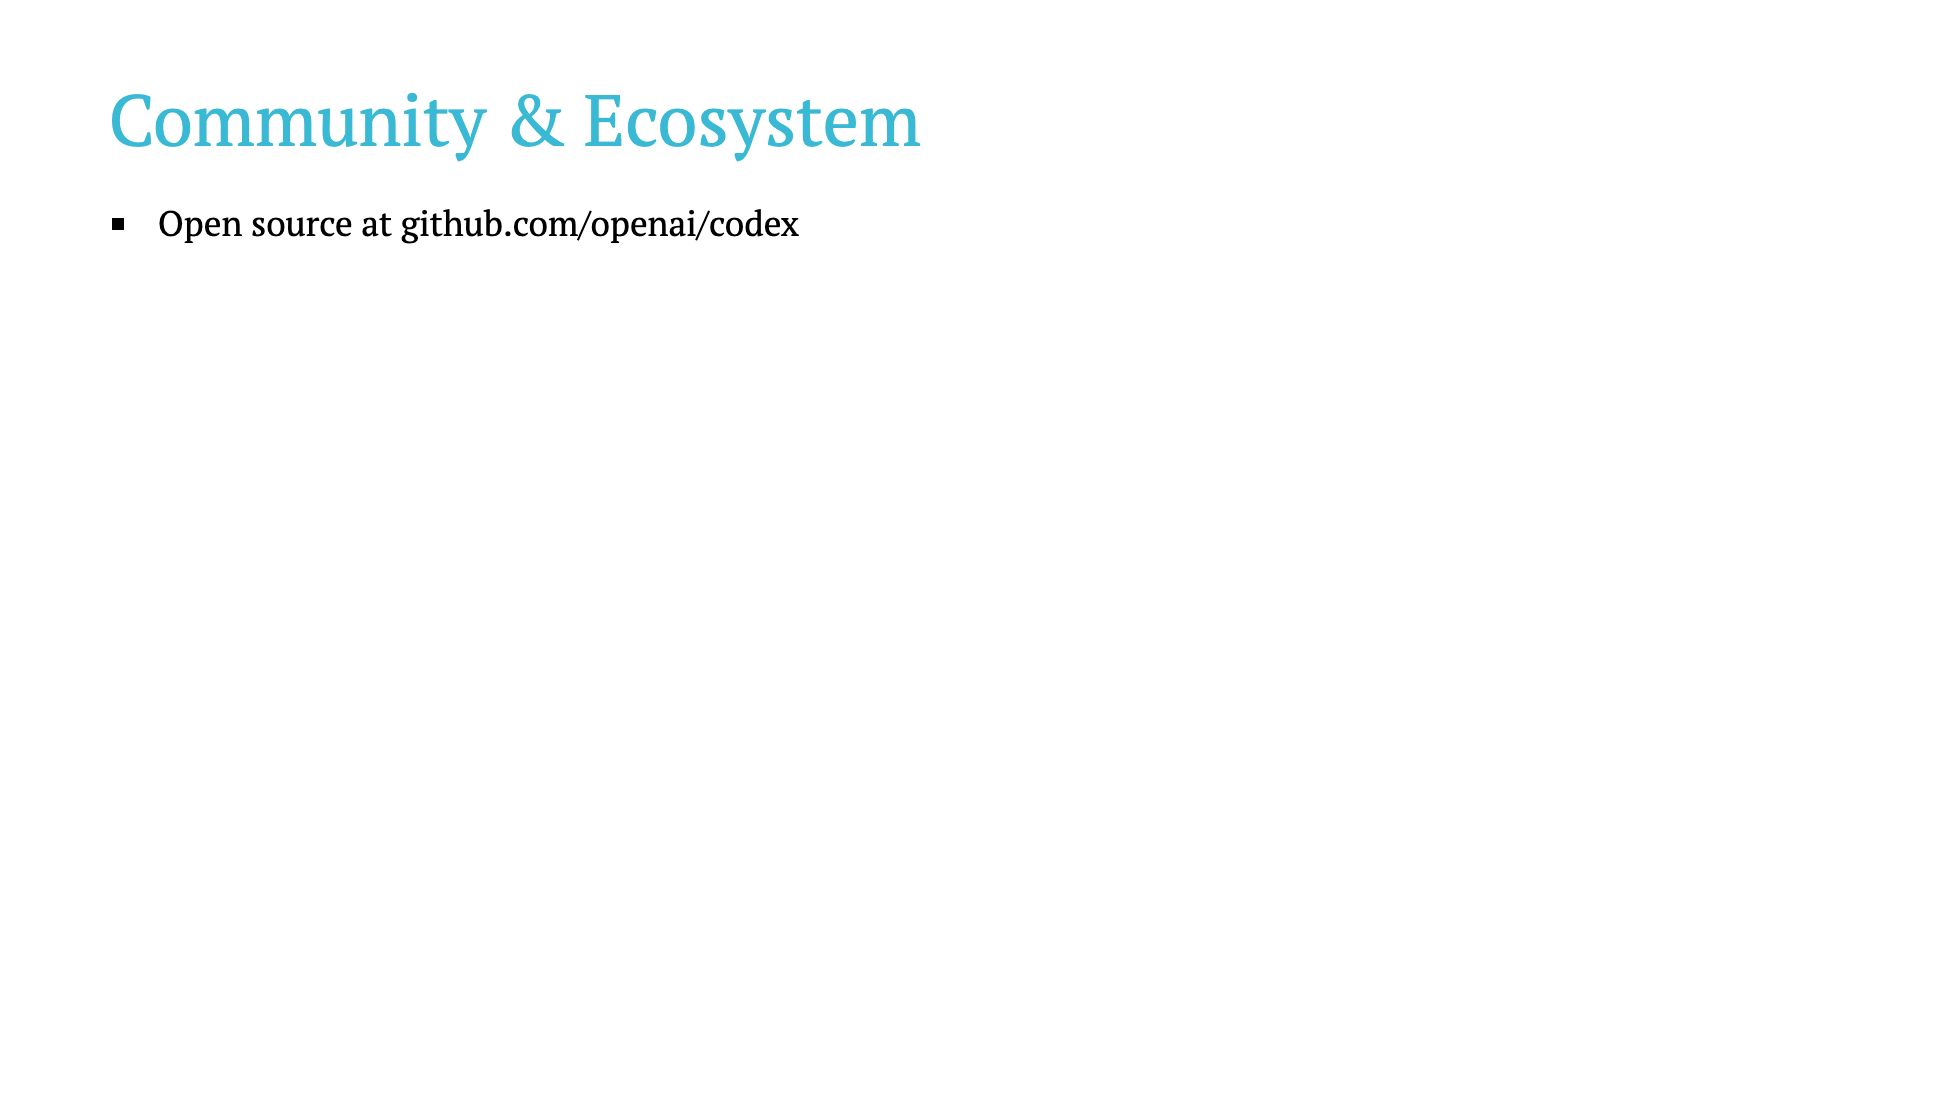 Community & Ecosystem
▪ Open source at github.com/openai/codex